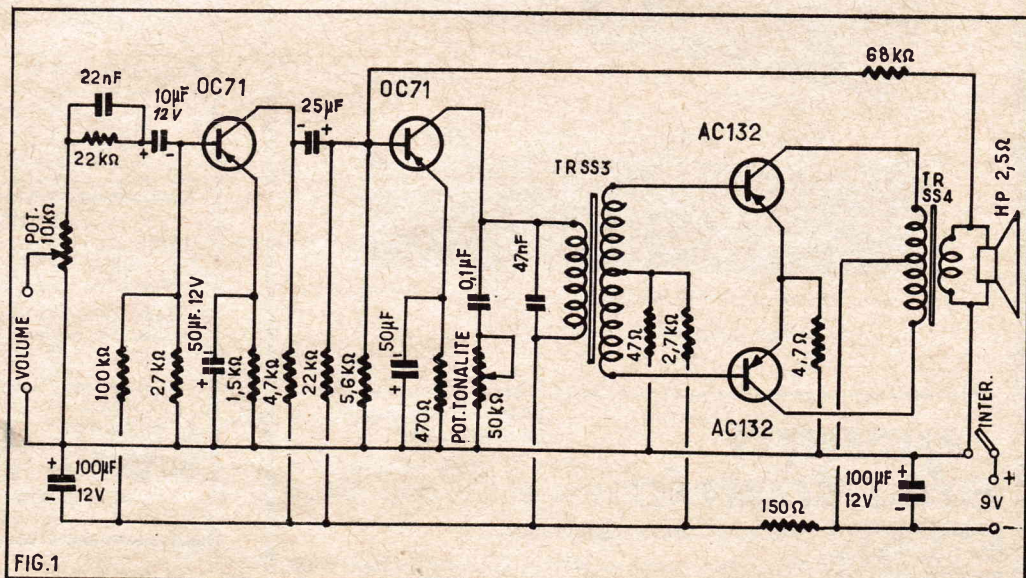 22nF
22kΩ
10µF
12V
OC71
25µF
OC71
68kΩ
AC132
TRSS3
TR
SS4
HP 2,5Ω
POT.
10kΩ
VOLUME
100kΩ
27kΩ
50µF.12V
1,5kΩ
4,7kΩ
22kΩ
5,6kΩ
50µF
470Ω
0,1µF
POT.TONALITE
50kΩ
47nF
47Ω
2,7kΩ
4,7Ω
AC132
INTER.
+
9V
-
100µF
12V
150Ω
100µF
12V
FIG.1